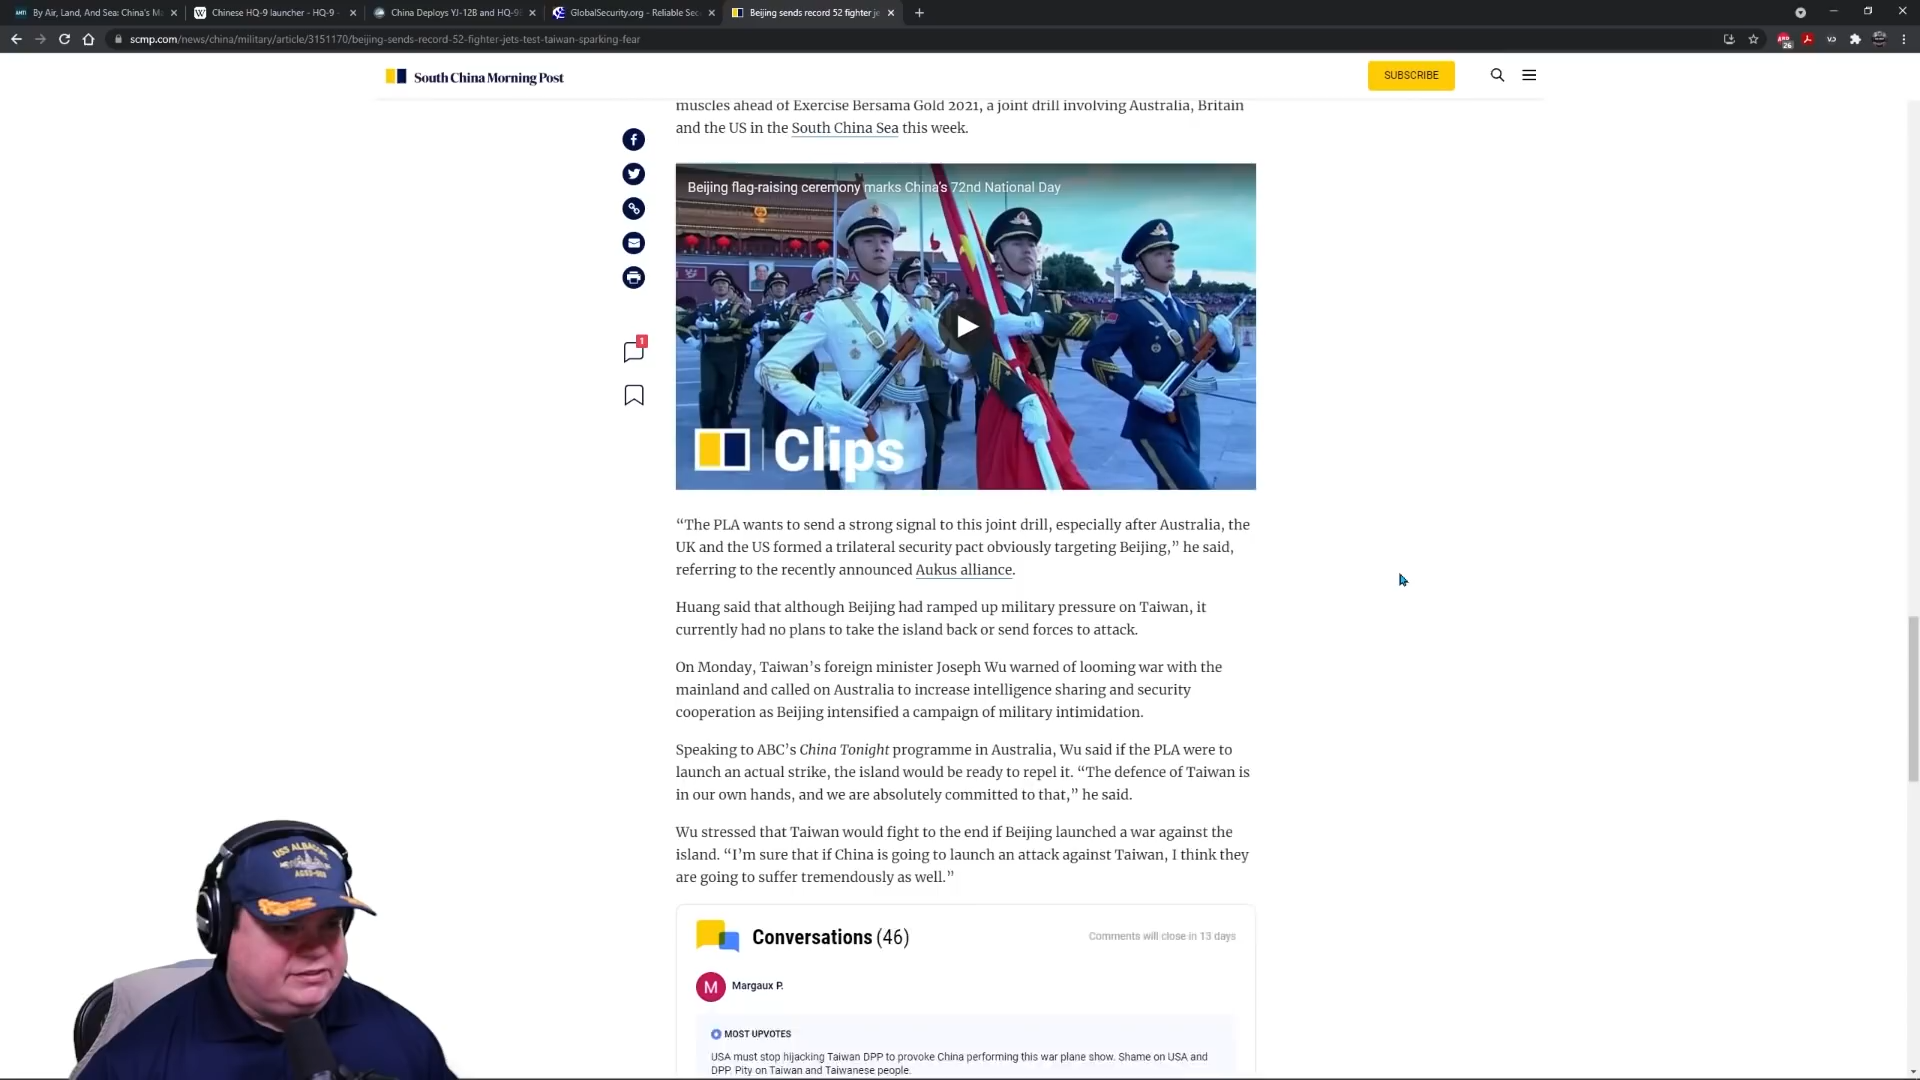 By Air, Land, And Sea: China's M
Chinese HQ-9 launcher - HQ-9 -
China Deploys YJ-12B and HQ-9B
GlobalSecurity.org - Reliable Sec
Beijing sends record 52 fighter je
scmp.com/news/china/military/article/3151170/beijing-sends-record-52-fighter-jets-test-taiwan-sparking-fear
26
South China Morning Post
SUBSCRIBE
muscles ahead of Exercise Bersama Gold 2021, a joint drill involving Australia, Britain
and the US in the South China Sea this week.
Beijing flag-raising ceremony marks China's 72nd National Day
1
Clips
“The PLA wants to send a strong signal to this joint drill, especially after Australia, the
UK and the US formed a trilateral security pact obviously targeting Beijing,” he said,
referring to the recently announced Aukus alliance.
Huang said that although Beijing had ramped up military pressure on Taiwan, it
currently had no plans to take the island back or send forces to attack.
On Monday, Taiwan’s foreign minister Joseph Wu warned of looming war with the
mainland and called on Australia to increase intelligence sharing and security
cooperation as Beijing intensified a campaign of military intimidation.
Speaking to ABC’s China Tonight programme in Australia, Wu said if the PLA were to
launch an actual strike, the island would be ready to repel it. “The defence of Taiwan is
in our own hands, and we are absolutely committed to that,” he said.
Wu stressed that Taiwan would fight to the end if Beijing launched a war against the
island. “I’m sure that if China is going to launch an attack against Taiwan, I think they
are going to suffer tremendously as well.”
USS ALBACORE
AGSS-569
Conversations (46)
Comments will close in 13 days
M
Margaux P.
MOST UPVOTES
USA must stop hijacking Taiwan DPP to provoke China performing this war plane show. Shame on USA and
DPP. Pity on Taiwan and Taiwanese people.